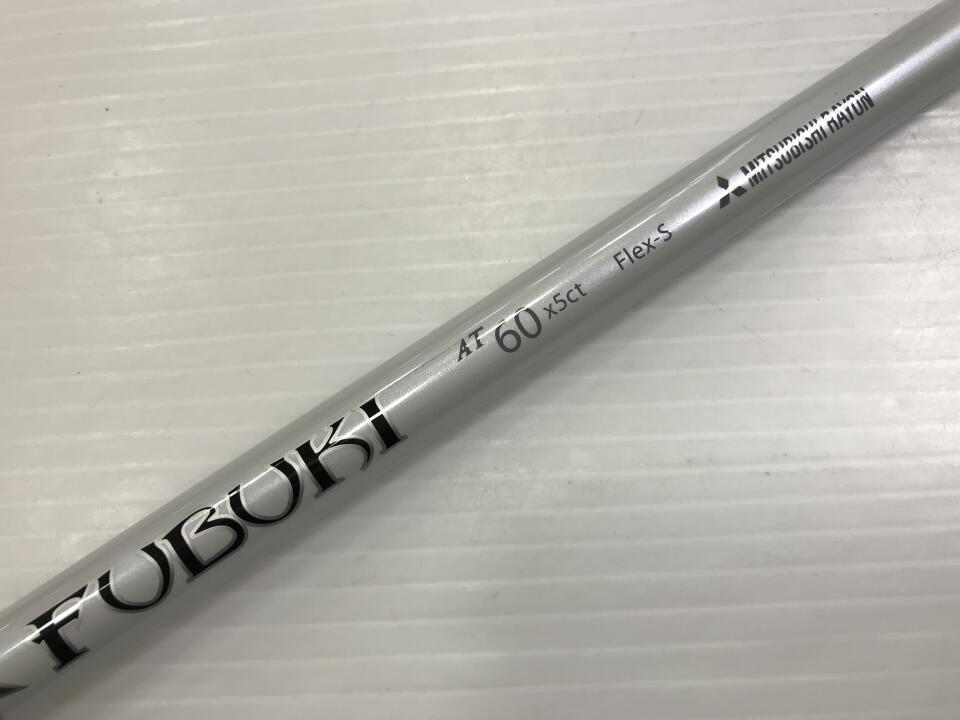 FUBUKI AT 60 x5ct Flex-S MITSUBISHI RAYON